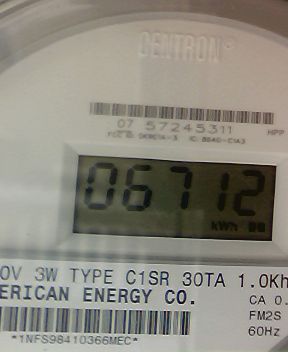 CENTRON®
07 57245311
HPP
06712
kWh
0V 3W TYPE C1SR 30TA 1.0Kh
ERICAN ENERGY CO.
CA 0.
FM2S
60Hz
*1NFS98410366MEC*